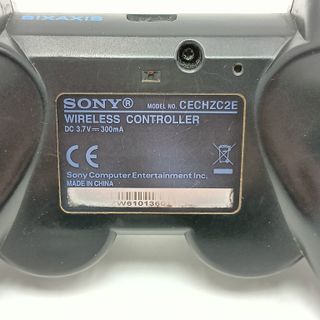 SIXAXIS
SONY®
MODEL NO. CECHZC2E
WIRELESS CONTROLLER
DC 3.7V⎓300mA
CE
Sony Computer Entertainment Inc.
MADE IN CHINA